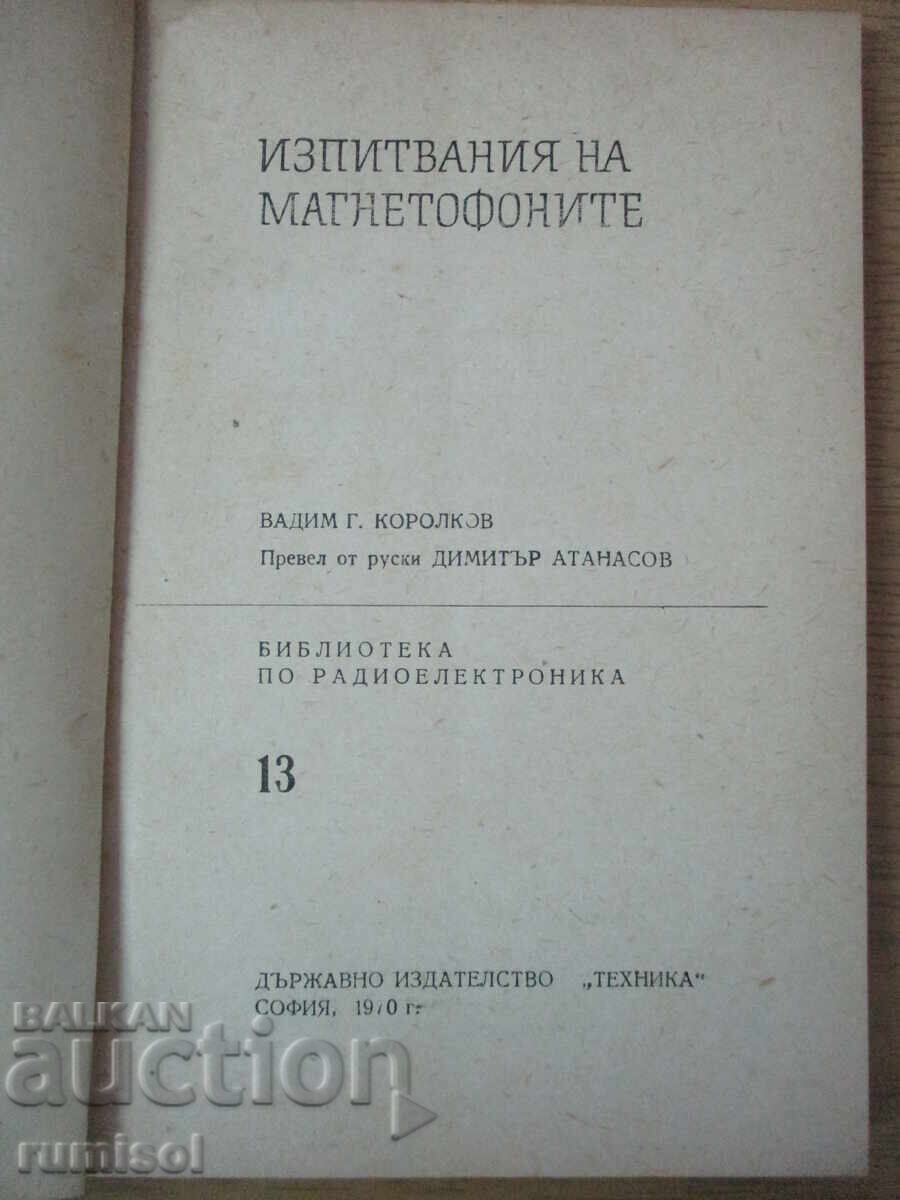 ИЗПИТВАНИЯ НА
МАГНЕТОФОНИТЕ
ВАДИМ Г. КОРОЛКОВ
Превел от руски ДИМИТЪР АТАНАСОВ
БИБЛИОТЕКА
ПО РАДИОЕЛЕКТРОНИКА
13
ДЪРЖАВНО ИЗДАТЕЛСТВО „ТЕХНИКА“
СОФИЯ, 1970 г.
BALKAN
auction
rumisol